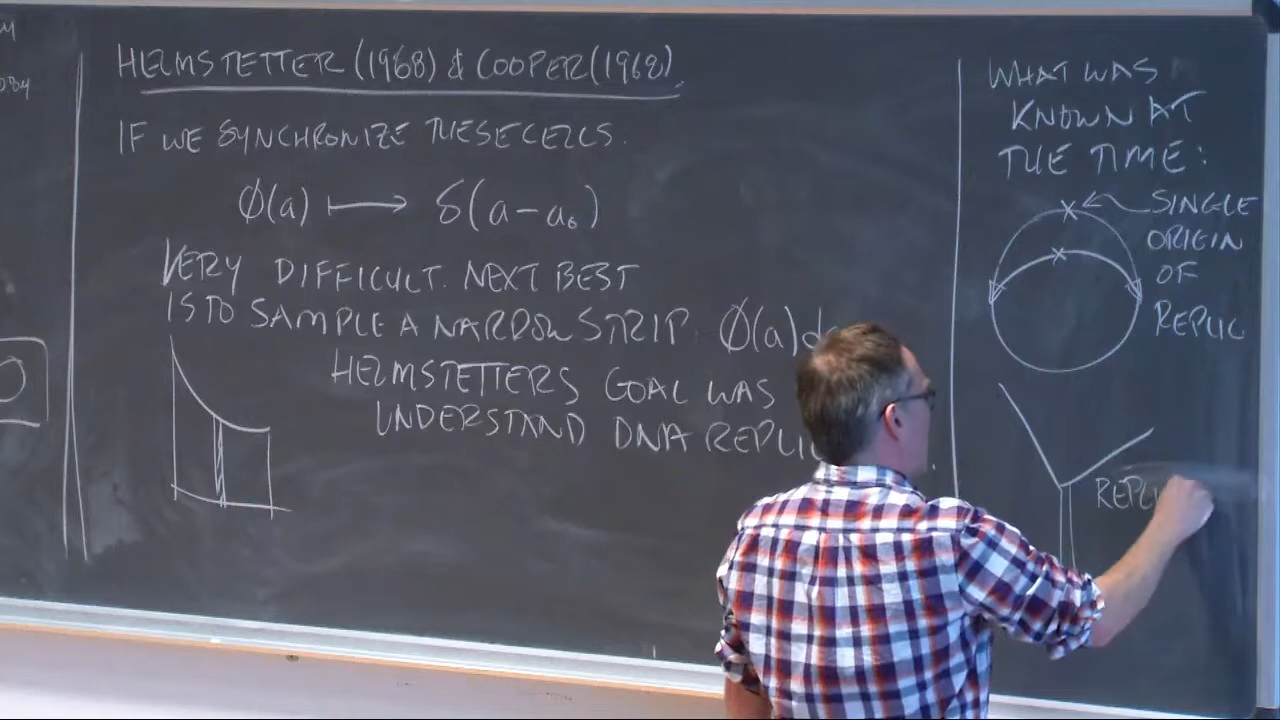 HELMSTETTER (1968) & COOPER (1968)
IF WE SYNCHRONIZE THESE CELLS.
φ(a) ↦ δ(a-a₀)
VERY DIFFICULT. NEXT BEST
IS TO SAMPLE A NARROW STRIP φ(a)d
HELMSTETTERS GOAL WAS
UNDERSTAND DNA REPLIC
WHAT WAS
KNOWN AT
THE TIME:
SINGLE
ORIGIN
OF
REPLIC
REPLI